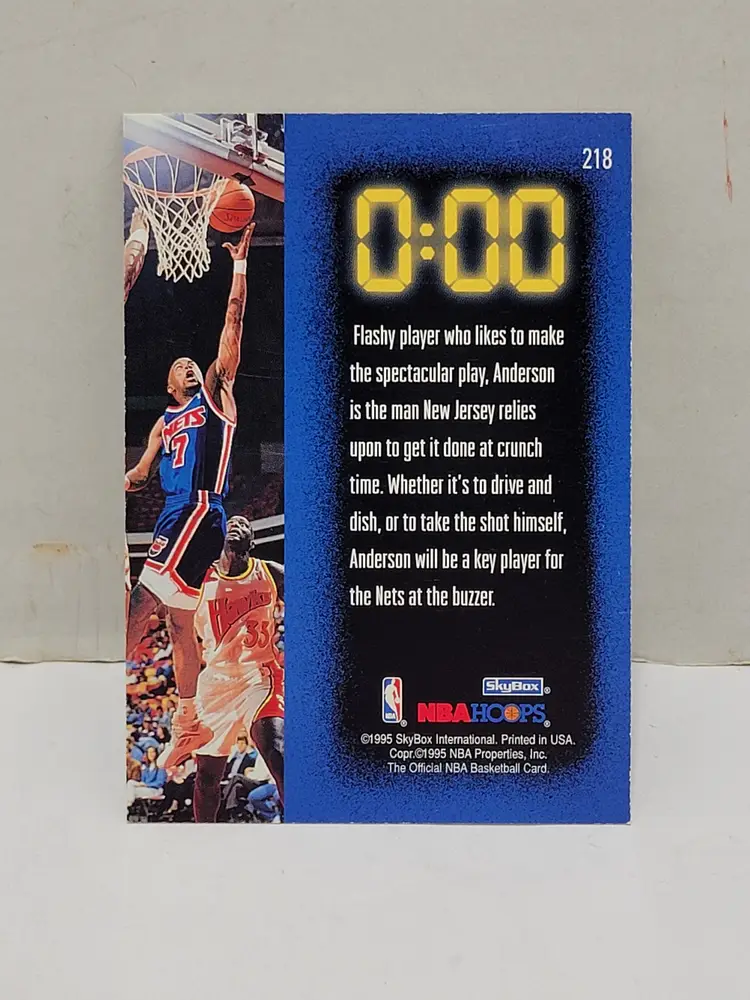 218
0:00
Flashy player who likes to make
the spectacular play, Anderson
is the man New Jersey relies
upon to get it done at crunch
time. Whether it's to drive and
dish, or to take the shot himself,
Anderson will be a key player for
the Nets at the buzzer.
NETS
7
Hawks
33
SkyBox®
NBA ®
NBA HOOPS®
©1995 SkyBox International. Printed in USA.
Copr.©1995 NBA Properties, Inc.
The Official NBA Basketball Card.